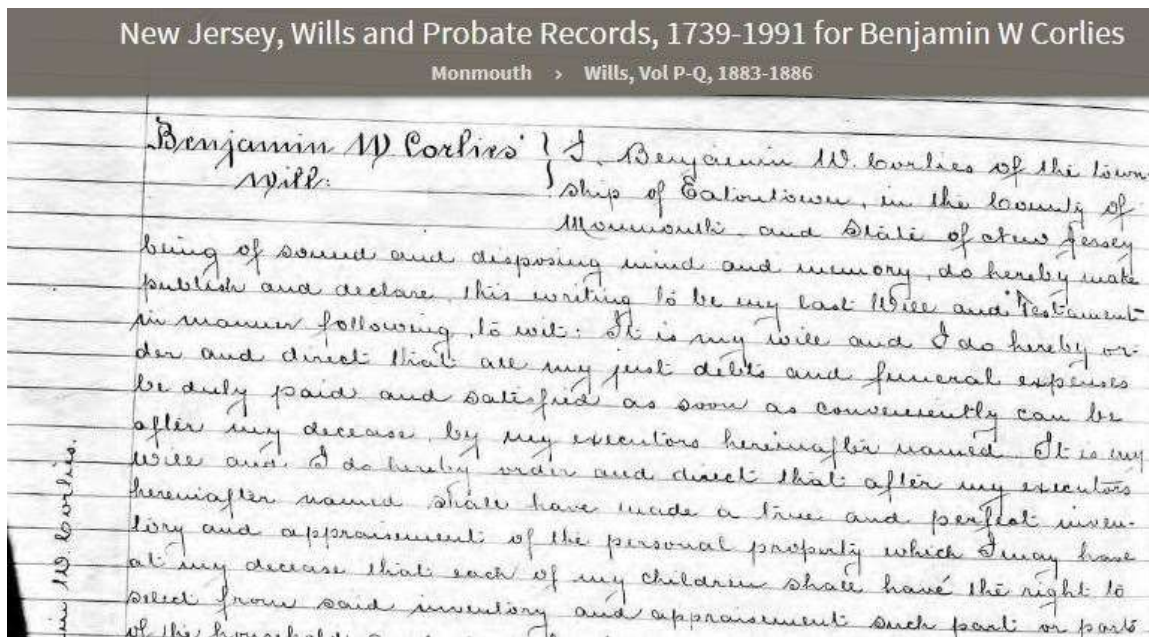 New Jersey, Wills and Probate Records, 1739-1991 for Benjamin W Corlies
Monmouth > Wills, Vol P-Q, 1883-1886
Benjamin W. Corlies' } I, Benjamin W. Corlies of the town-
Will. ship of Eatontown, in the County of
Monmouth and State of New Jersey
being of sound and disposing mind and memory, do hereby make
publish and declare, this writing to be my last Will and Testament
in manner following, to wit: It is my will and I do hereby or-
der and direct that all my just debts and funeral expenses
be duly paid and satisfied as soon as conveniently can be
after my decease, by my executors hereinafter named. It is my
will and I do hereby order and direct that after my executors
hereinafter named shall have made a true and perfect inven-
tory and appraisement of the personal property which I may have
at my decease that each of my children shall have the right to
select from said inventory and appraisement such part or parts
of the household
W. Corlies.